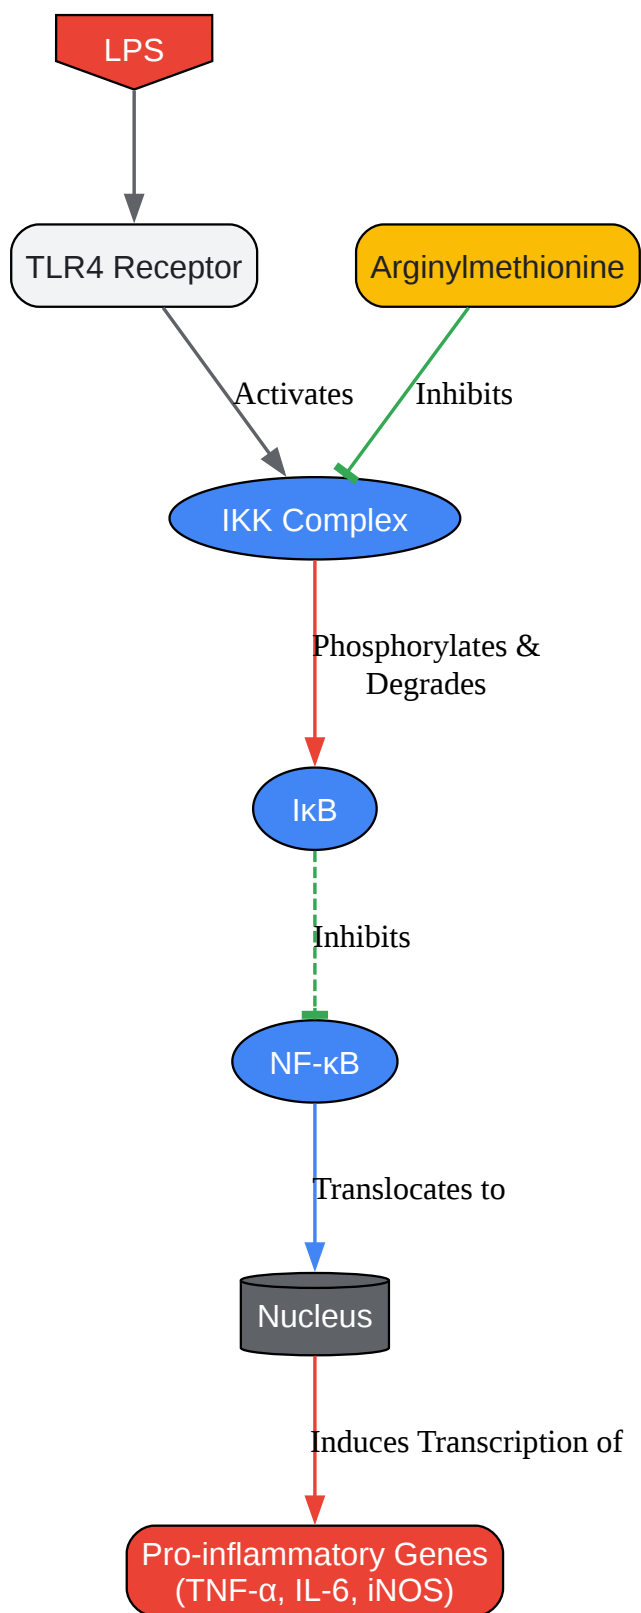 LPS
TLR4 Receptor
Arginylmethionine
Activates
Inhibits
IKK Complex
Phosphorylates &
Degrades
IκB
Inhibits
NF-κB
Translocates to
Nucleus
Induces Transcription of
Pro-inflammatory Genes
(TNF-α, IL-6, iNOS)